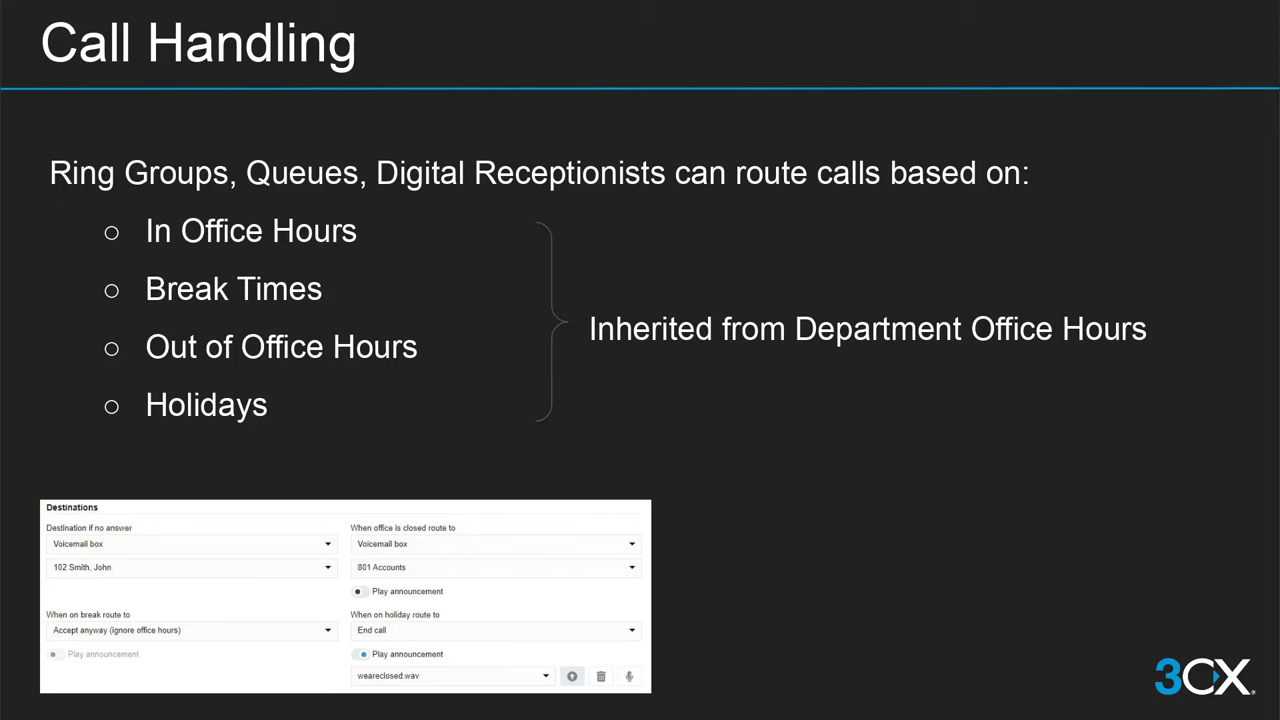 Call Handling
Ring Groups, Queues, Digital Receptionists can route calls based on:
In Office Hours
Break Times
Out of Office Hours
Holidays
Inherited from Department Office Hours
Destinations
Destination if no answer
Voicemail box
102 Smith, John
When office is closed route to
Voicemail box
801 Accounts
Play announcement
When on break route to
Accept anyway (ignore office hours)
Play announcement
When on holiday route to
End call
Play announcement
weareclosed.wav
3CX